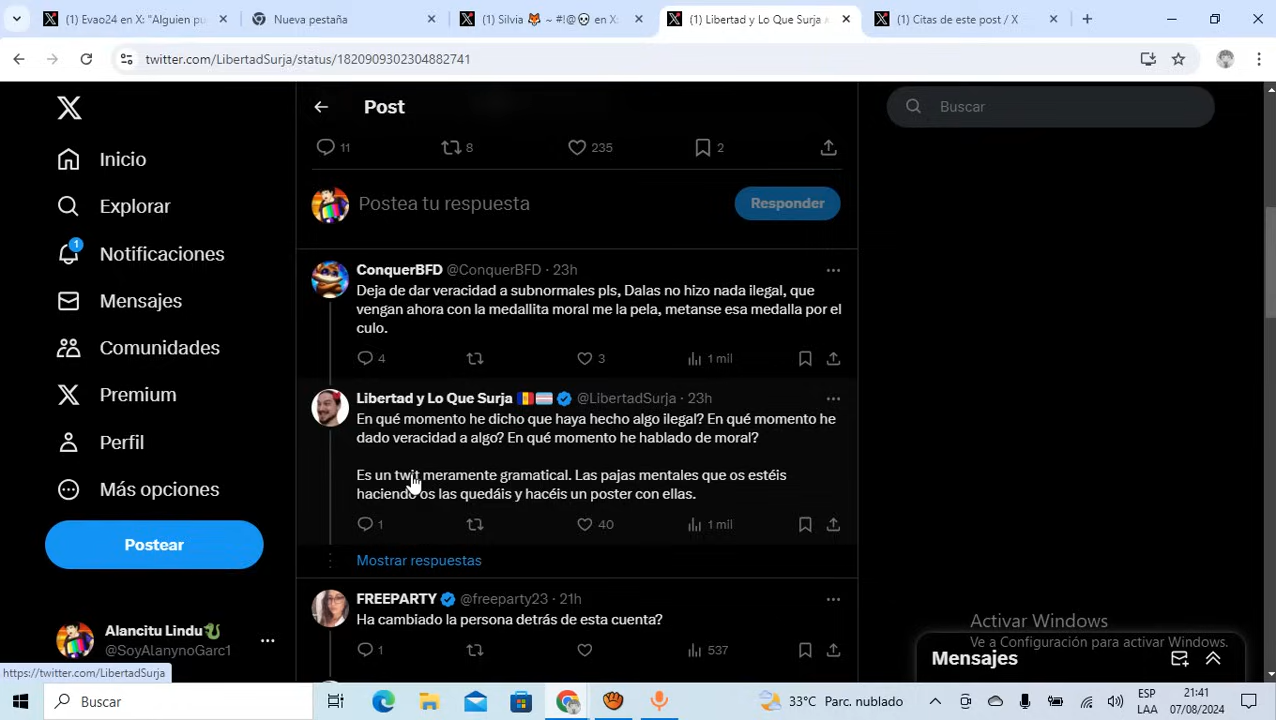 (1) Evao24 en X: "Alguien pu
Nueva pestaña
(1) Silvia 🦊 ~ #!@💀 en X:
(1) Libertad y Lo Que Surja
(1) Citas de este post / X
twitter.com/LibertadSurja/status/1820909302304882741
Post
Buscar
11
8
235
2
Inicio
Explorar
1
Notificaciones
Mensajes
Comunidades
Premium
Perfil
Más opciones
Postear
Alancitu Lindu🐍
@SoyAlanynoGarc1
Postea tu respuesta
Responder
ConquerBFD @ConquerBFD · 23h
Deja de dar veracidad a subnormales pls, Dalas no hizo nada ilegal, que
vengan ahora con la medallita moral me la pela, metanse esa medalla por el
culo.
4
3
1 mil
Libertad y Lo Que Surja @LibertadSurja · 23h
En qué momento he dicho que haya hecho algo ilegal? En qué momento he
dado veracidad a algo? En qué momento he hablado de moral?
Es un twit meramente gramatical. Las pajas mentales que os estéis
haciendo os las quedáis y hacéis un poster con ellas.
1
40
1 mil
Mostrar respuestas
FREEPARTY @freeparty23 · 21h
Ha cambiado la persona detrás de esta cuenta?
1
537
Activar Windows
Ve a Configuración para activar Windows.
Mensajes
https://twitter.com/LibertadSurja
Buscar
33°C Parc. nublado
ESP
LAA
21:41
07/08/2024